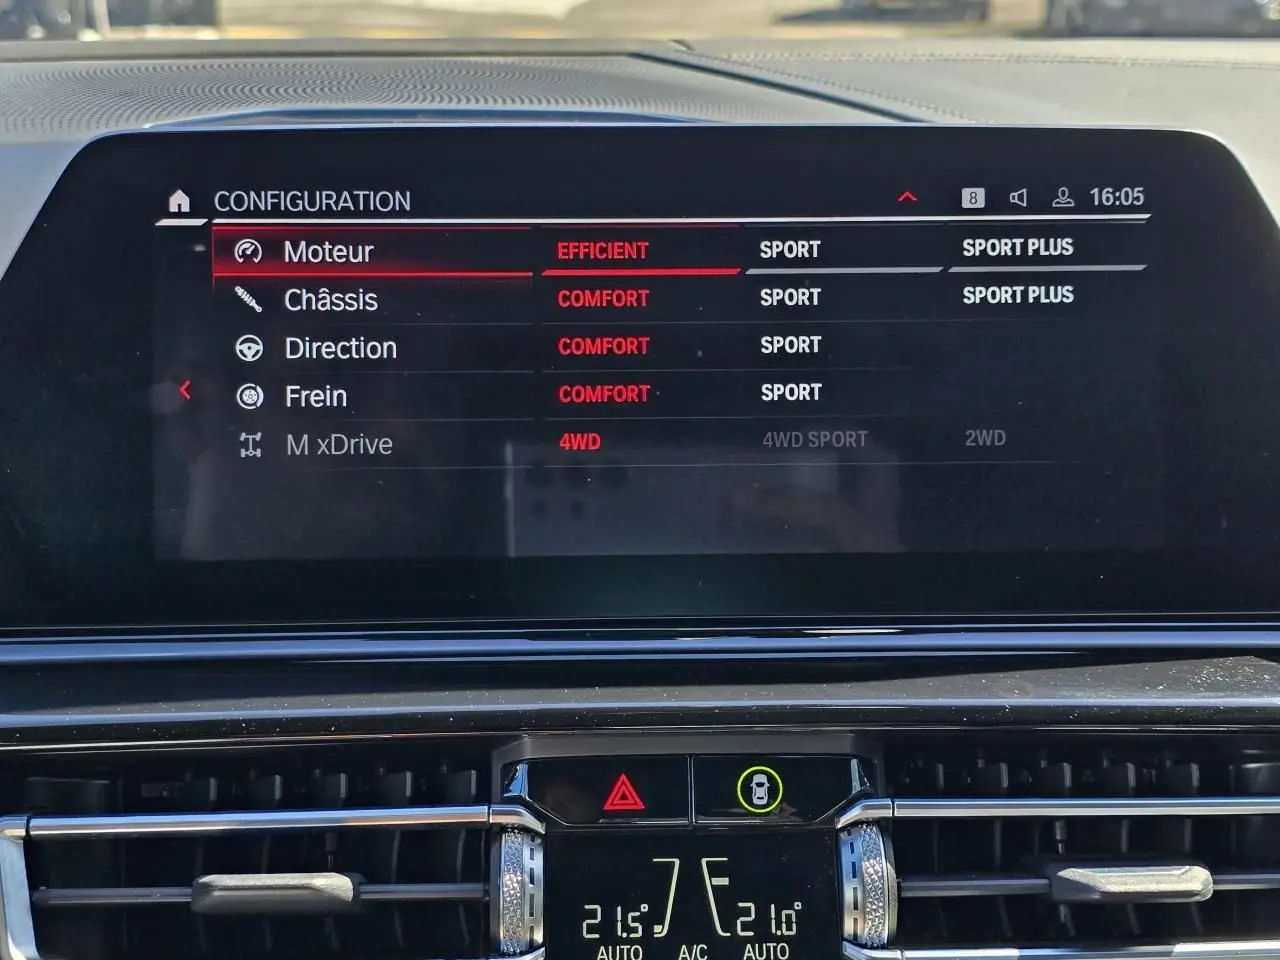 CONFIGURATION 8 16:05
Moteur EFFICIENT SPORT SPORT PLUS
Châssis COMFORT SPORT SPORT PLUS
Direction COMFORT SPORT
Frein COMFORT SPORT
M xDrive 4WD 4WD SPORT 2WD
21.5° 21.0°
AUTO A/C AUTO